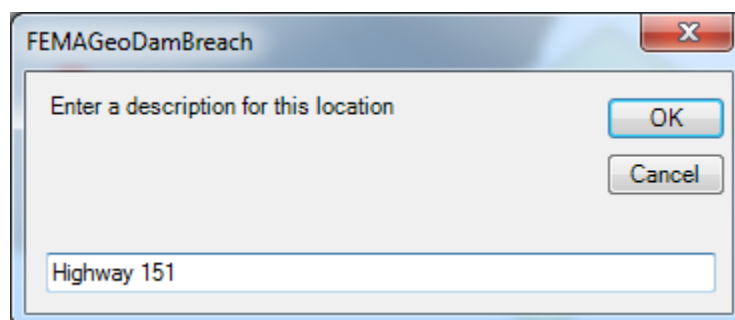 FEMAGeoDamBreach
Enter a description for this location
OK
Cancel
Highway 151